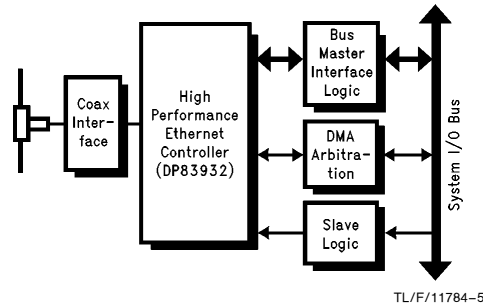 Coax
Inter-
face
High
Performance
Ethernet
Controller
(DP83932)
Bus
Master
Interface
Logic
DMA
Arbitra-
tion
Slave
Logic
System I/O Bus
TL/F/11784-5